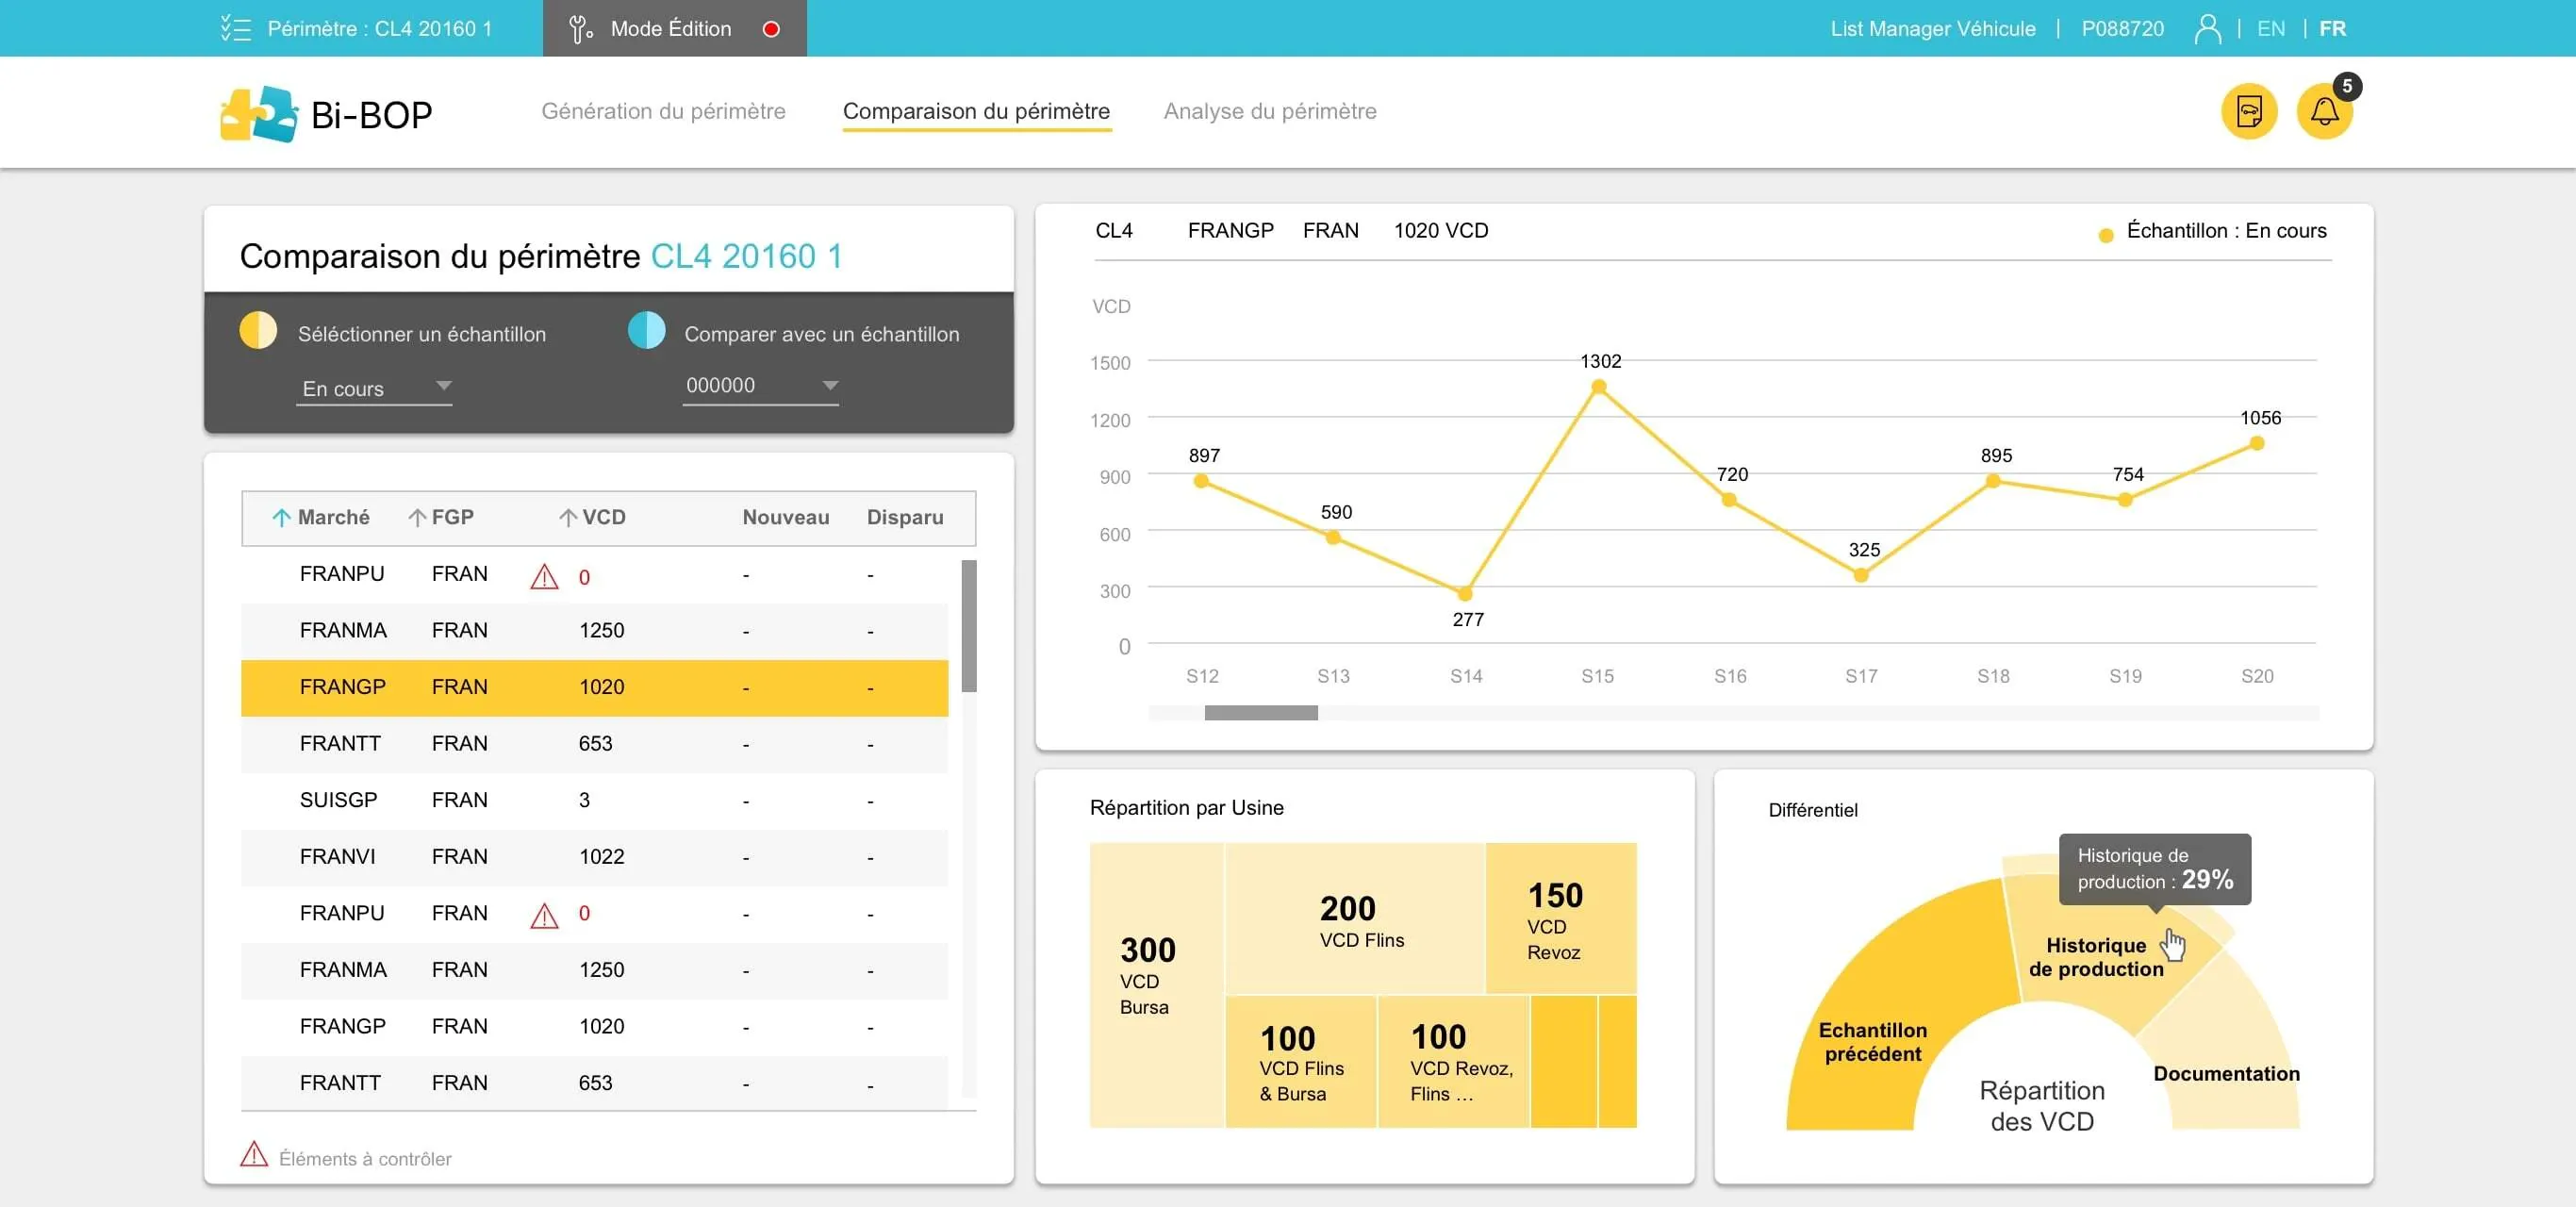 Périmètre : CL4 20160 1
Mode Édition
List Manager Véhicule | P088720 | EN | FR
Bi-BOP
Génération du périmètre
Comparaison du périmètre
Analyse du périmètre
5
Comparaison du périmètre CL4 20160 1
Séléctionner un échantillon
Comparer avec un échantillon
En cours
000000
Marché FGP VCD Nouveau Disparu
FRANPU FRAN 0 - -
FRANMA FRAN 1250 - -
FRANGP FRAN 1020 - -
FRANTT FRAN 653 - -
SUISGP FRAN 3 - -
FRANVI FRAN 1022 - -
FRANPU FRAN 0 - -
FRANMA FRAN 1250 - -
FRANGP FRAN 1020 - -
FRANTT FRAN 653 - -
Éléments à contrôler
CL4 FRANGP FRAN 1020 VCD
Échantillon : En cours
VCD
1500
1200
900
600
300
0
897
590
277
1302
720
325
895
754
1056
S12 S13 S14 S15 S16 S17 S18 S19 S20
Répartition par Usine
300
VCD
Bursa
200
VCD Flins
150
VCD
Revoz
100
VCD Flins
& Bursa
100
VCD Revoz,
Flins ...
Différentiel
Historique de
production : 29%
Historique
de production
Echantillon
précédent
Documentation
Répartition
des VCD